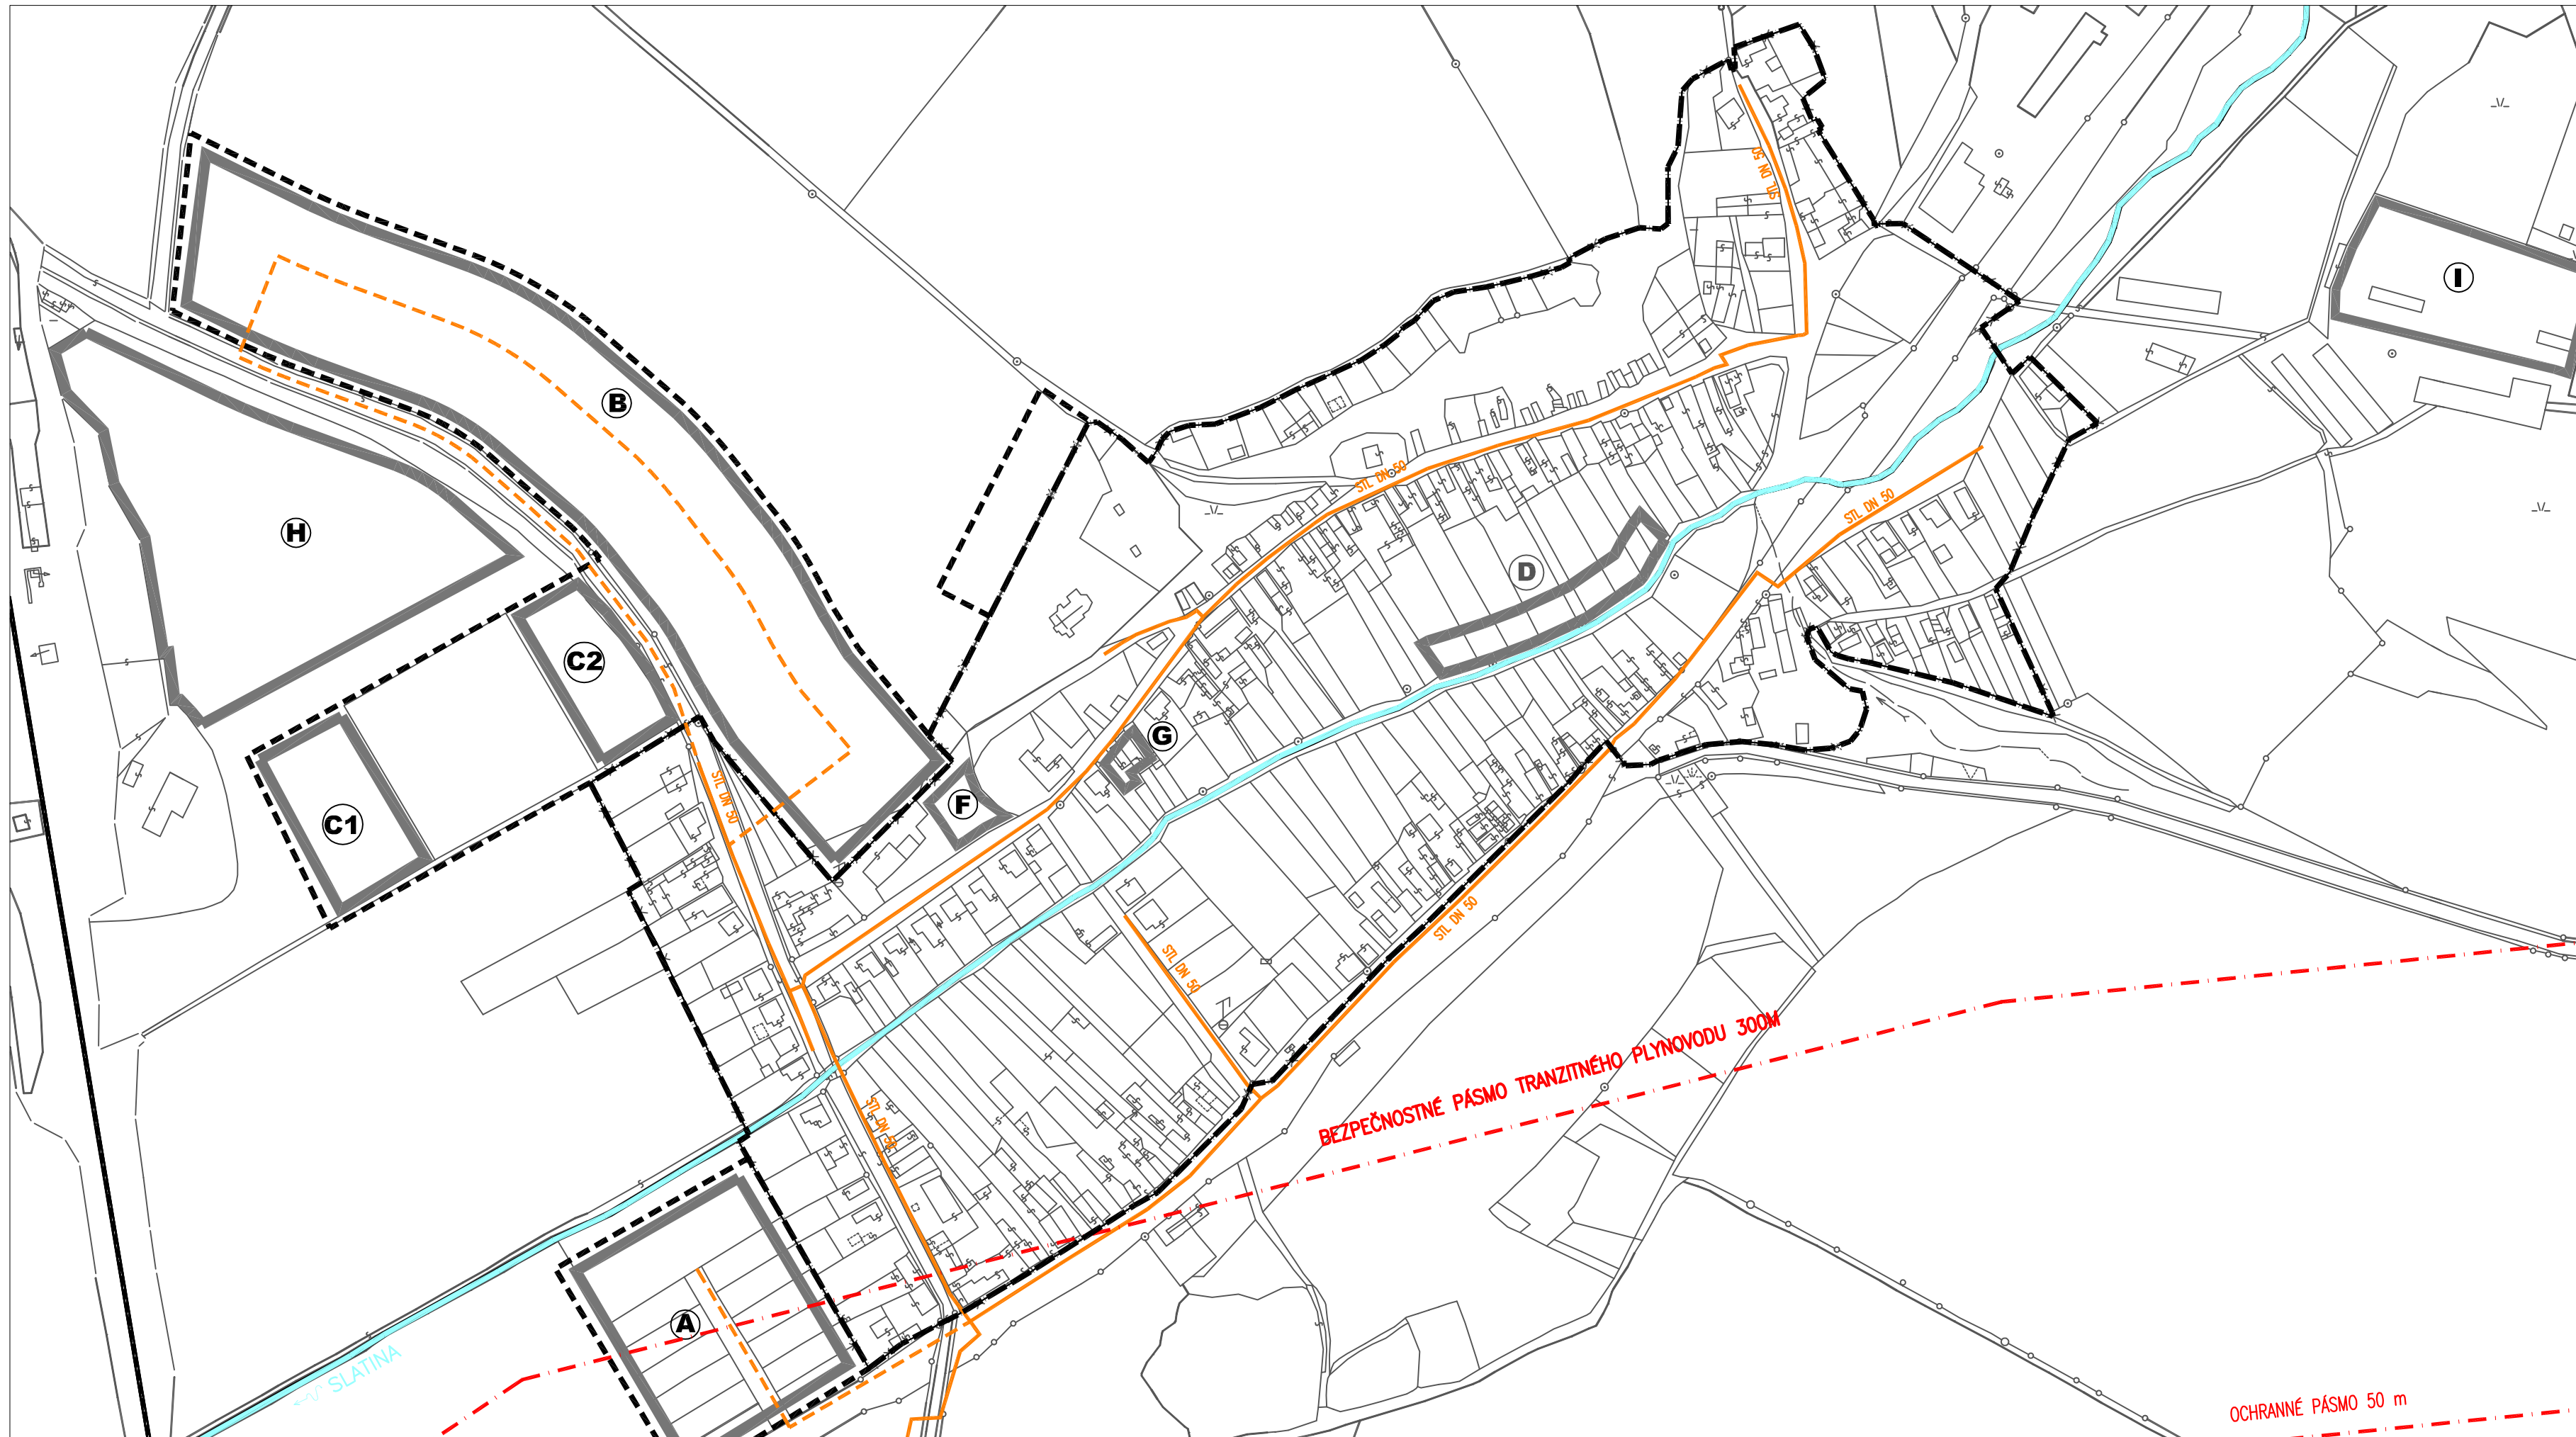 STL DN 50
I
B
STL DN 50
STL DN 50
H
D
C2
G
STL DN 50
F
C1
STL DN 50
STL DN 50
BEZPEČNOSTNÉ PÁSMO TRANZITNÉHO PLYNOVODU 300M
STL DN 50
A
SLATINA
OCHRANNÉ PÁSMO 50 m